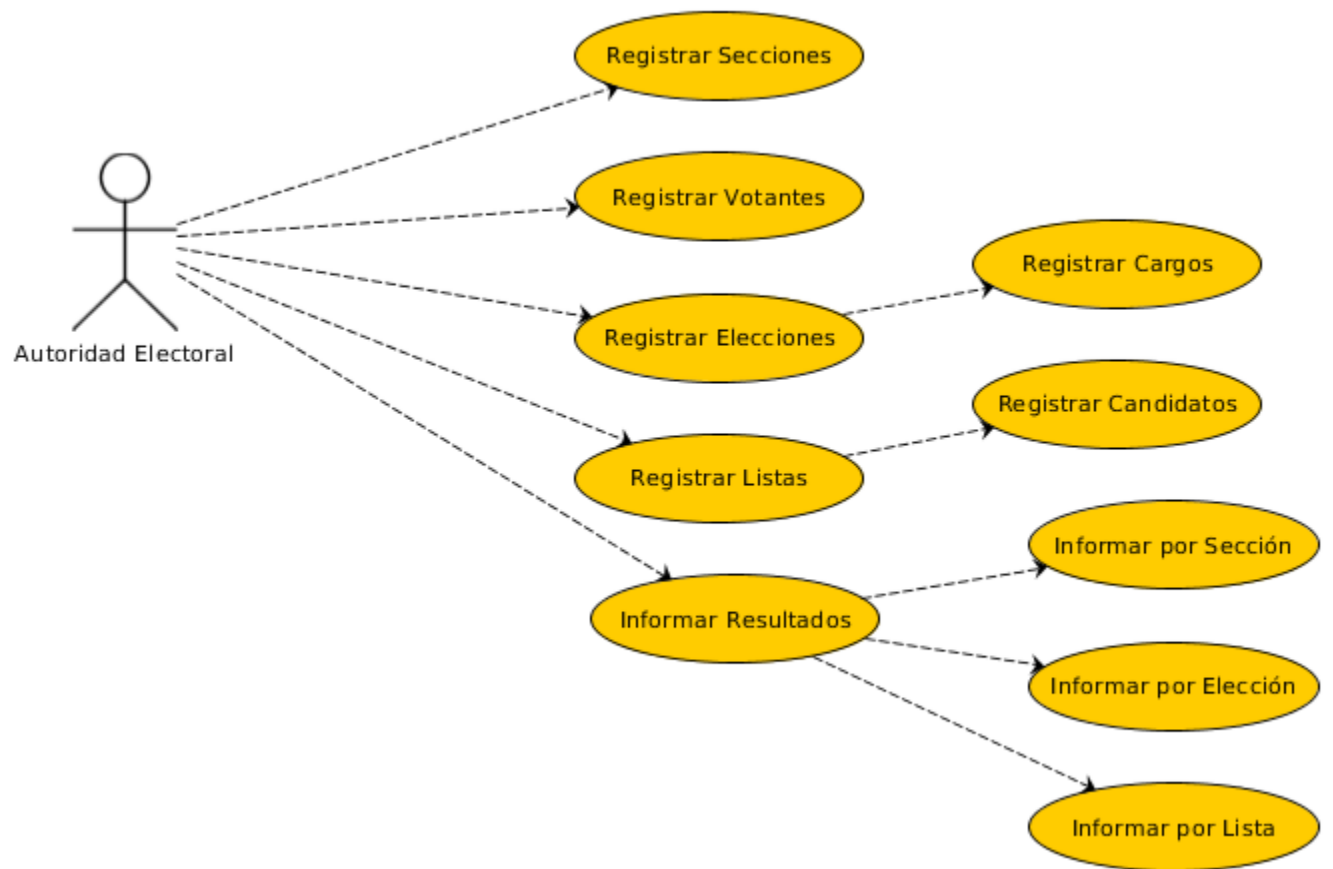 Registrar Secciones
Registrar Votantes
Registrar Cargos
Registrar Elecciones
Autoridad Electoral
Registrar Candidatos
Registrar Listas
Informar por Sección
Informar Resultados
Informar por Elección
Informar por Lista